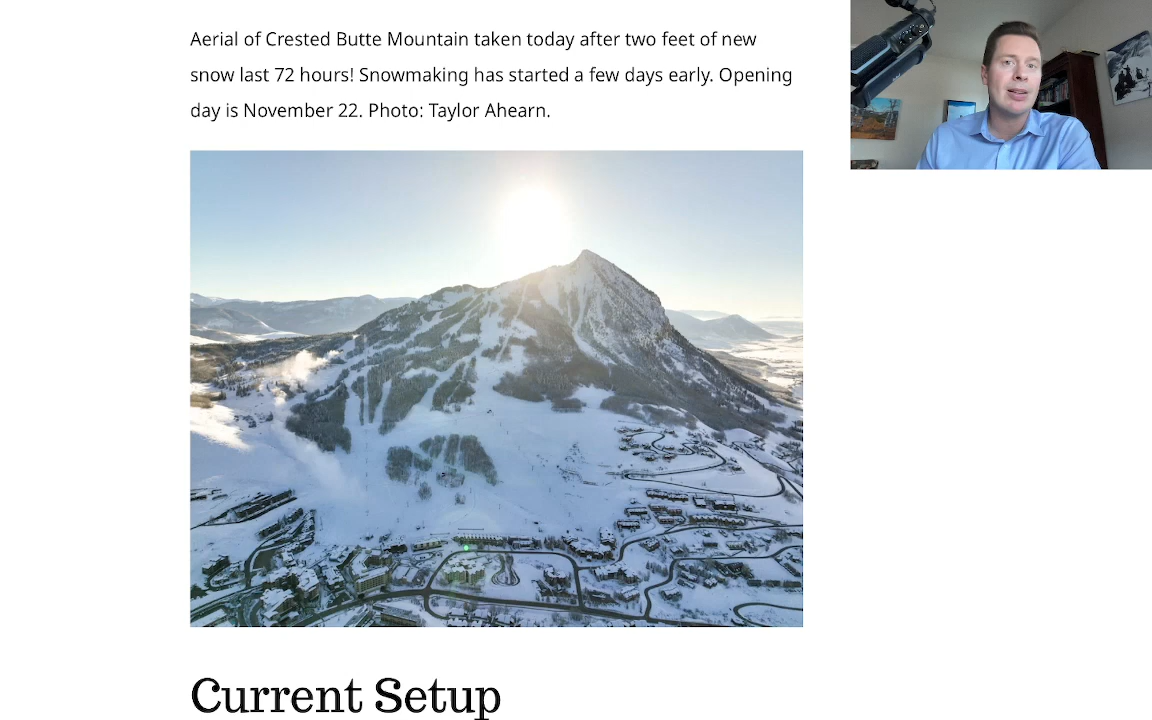 Aerial of Crested Butte Mountain taken today after two feet of new
snow last 72 hours! Snowmaking has started a few days early. Opening
day is November 22. Photo: Taylor Ahearn.
Current Setup